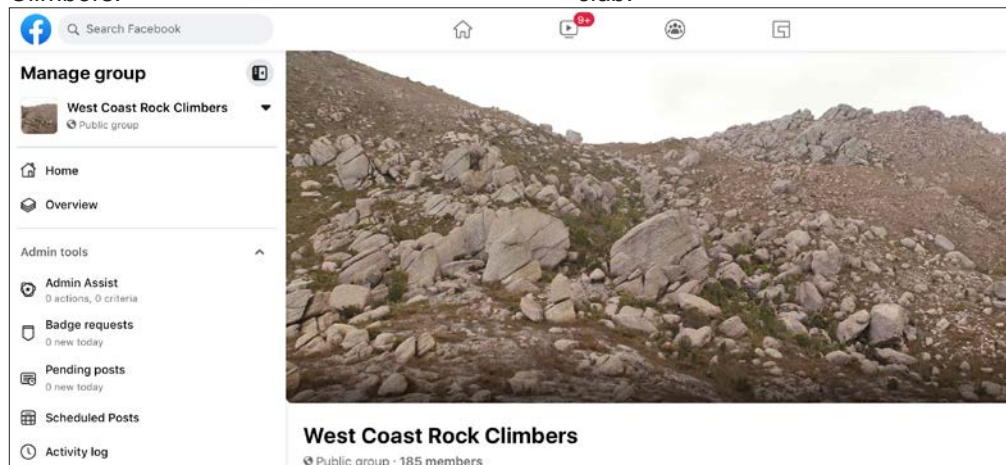 Search Facebook
9+
Manage group
West Coast Rock Climbers
Public group
Home
Overview
Admin tools
Admin Assist
0 actions, 0 criteria
Badge requests
0 new today
Pending posts
0 new today
Scheduled Posts
Activity log
West Coast Rock Climbers
Public group · 185 members